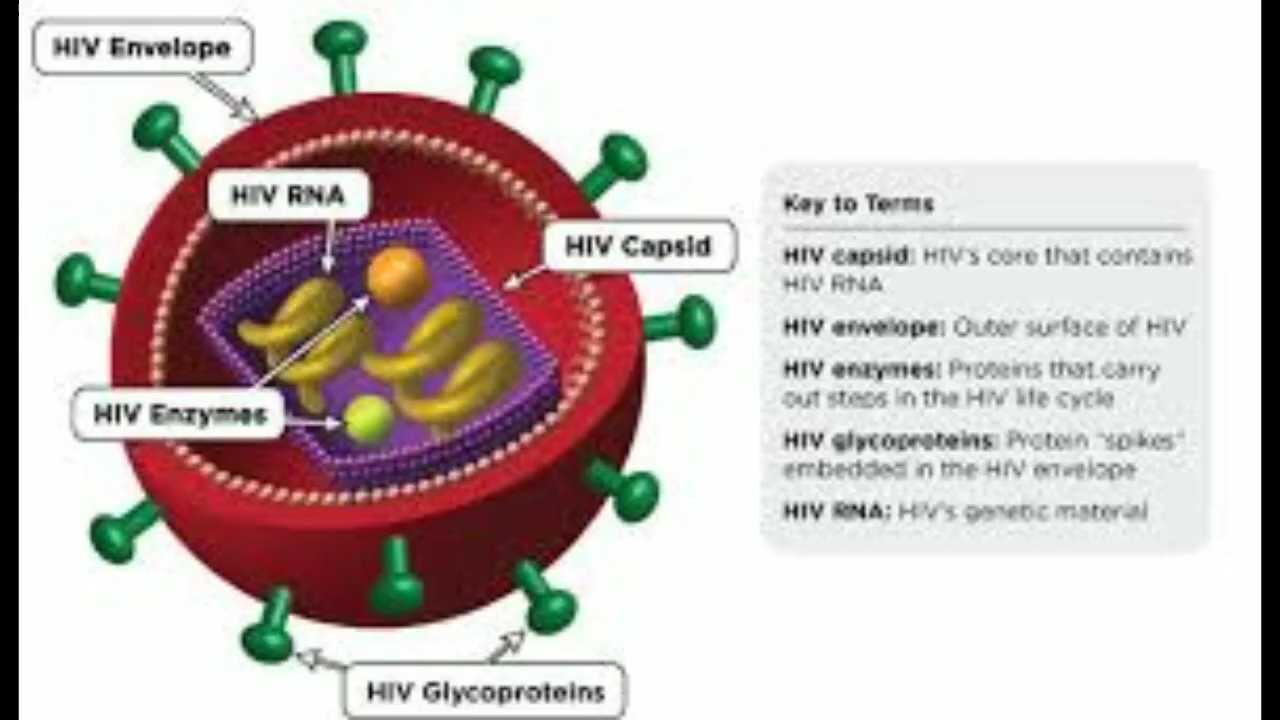 HIV Envelope
HIV RNA
HIV Capsid
HIV Enzymes
HIV Glycoproteins
Key to Terms
HIV capsid: HIV's core that contains
HIV RNA
HIV envelope: Outer surface of HIV
HIV enzymes: Proteins that carry
out steps in the HIV life cycle
HIV glycoproteins: Protein "spikes"
embedded in the HIV envelope
HIV RNA: HIV's genetic material